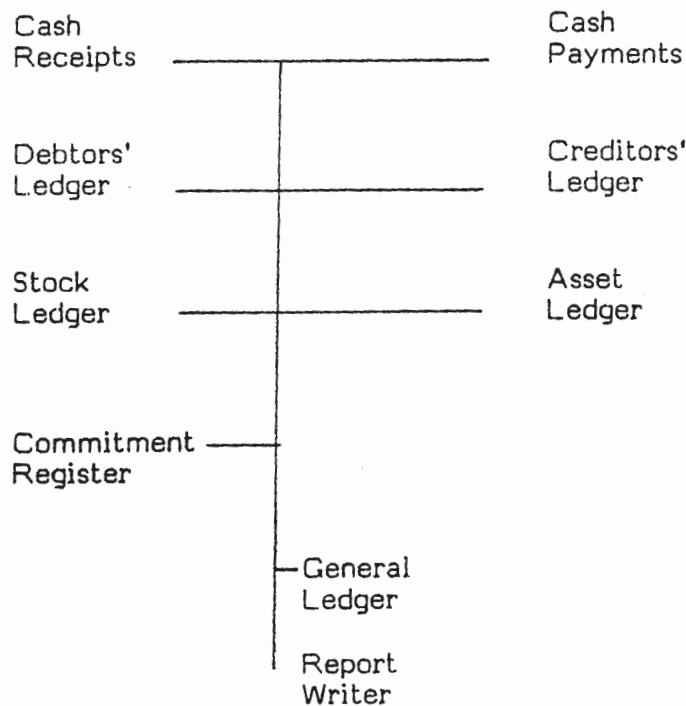 Cash
Receipts
Cash
Payments
Debtors'
Ledger
Creditors'
Ledger
Stock
Ledger
Asset
Ledger
Commitment
Register
General
Ledger
Report
Writer